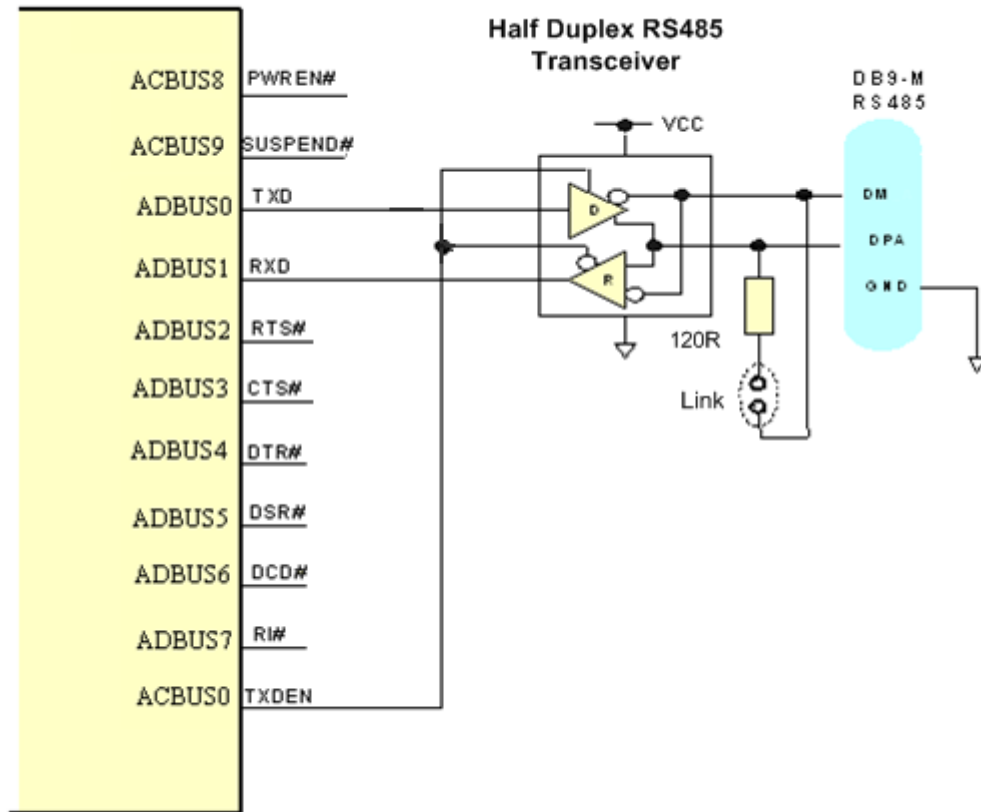 Half Duplex RS485
Transceiver
DB9-M
RS485
VCC
ACBUS8 PWREN#
ACBUS9 SUSPEND#
ADBUS0 TXD
D
DM
DPA
ADBUS1 RXD
R
GND
ADBUS2 RTS#
120R
ADBUS3 CTS#
Link
ADBUS4 DTR#
ADBUS5 DSR#
ADBUS6 DCD#
ADBUS7 RI#
ACBUS0 TXDEN